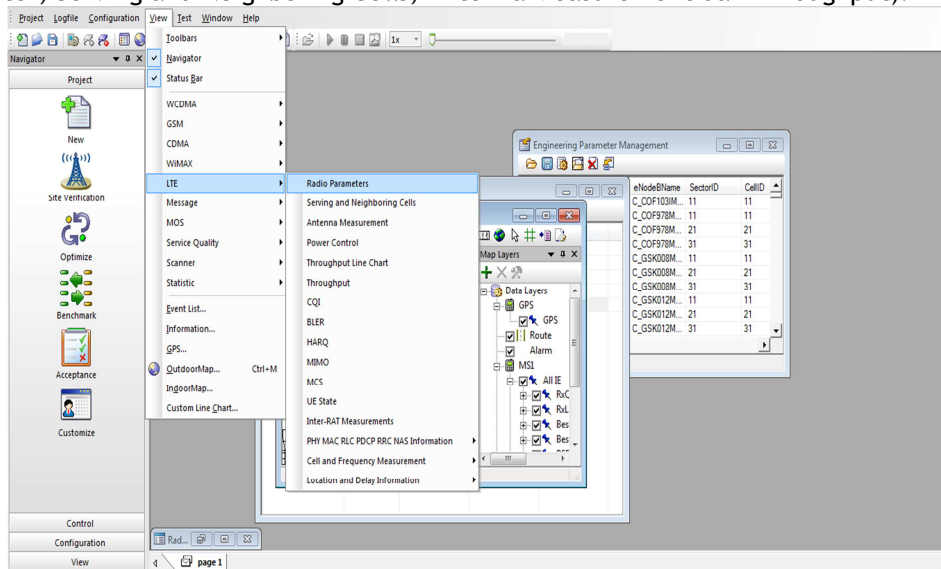 Project Logfile Configuration View Test Window Help
1x
Navigator
Project
New
Site Verification
Optimize
Benchmark
Acceptance
Customize
Control
Configuration
View
Toolbars
Navigator
Status Bar
WCDMA
GSM
CDMA
WiMAX
LTE
Message
MOS
Service Quality
Scanner
Statistic
Event List...
Information...
GPS...
OutdoorMap... Ctrl+M
IndoorMap...
Custom Line Chart...
Radio Parameters
Serving and Neighboring Cells
Antenna Measurement
Power Control
Throughput Line Chart
Throughput
CQI
BLER
HARQ
MIMO
MCS
UE State
Inter-RAT Measurements
PHY MAC RLC PDCP RRC NAS Information
Cell and Frequency Measurement
Location and Delay Information
Map Layers
Data Layers
GPS
GPS
Route
Alarm
MS1
All IE
RxQ
RxL
Bes
Bes
Engineering Parameter Management
eNodeBName SectorID CellID
C_COF103IM... 11 11
C_COF978M... 11 11
C_COF978M... 21 21
C_COF978M... 31 31
C_GSK008M... 11 11
C_GSK008M... 21 21
C_GSK008M... 31 31
C_GSK012M... 11 11
C_GSK012M... 21 21
C_GSK012M... 31 31
Rad...
page 1